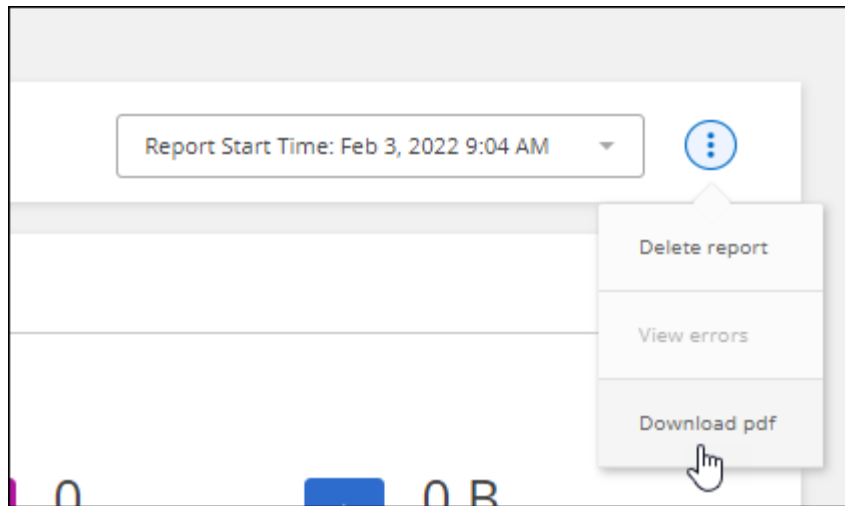 Report Start Time: Feb 3, 2022 9:04 AM
Delete report
View errors
Download pdf
0
0 B